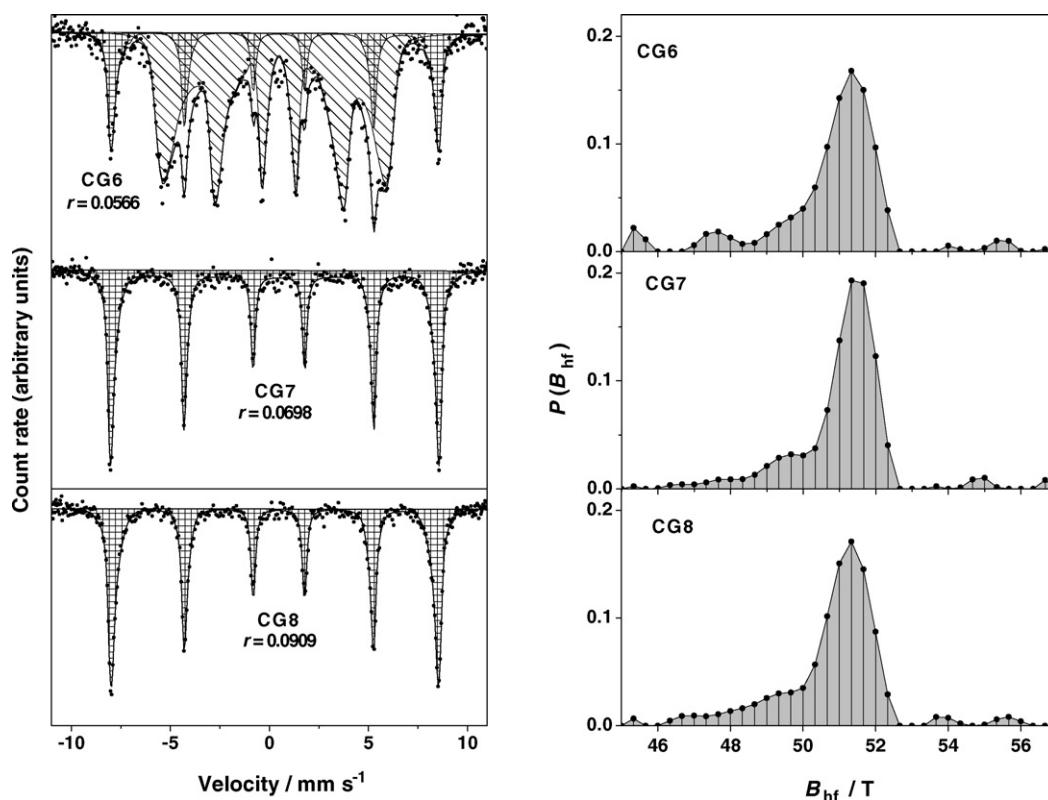 Count rate (arbitrary units)
CG6
r = 0.0566
CG7
r = 0.0698
CG8
r = 0.0909
-10 -5 0 5 10
Velocity / mm s⁻¹
P (B_hf)
0.2
CG6
0.1
0.0
0.2
CG7
0.1
0.0
0.2
CG8
0.1
0.0
46 48 50 52 54 56
B_hf / T